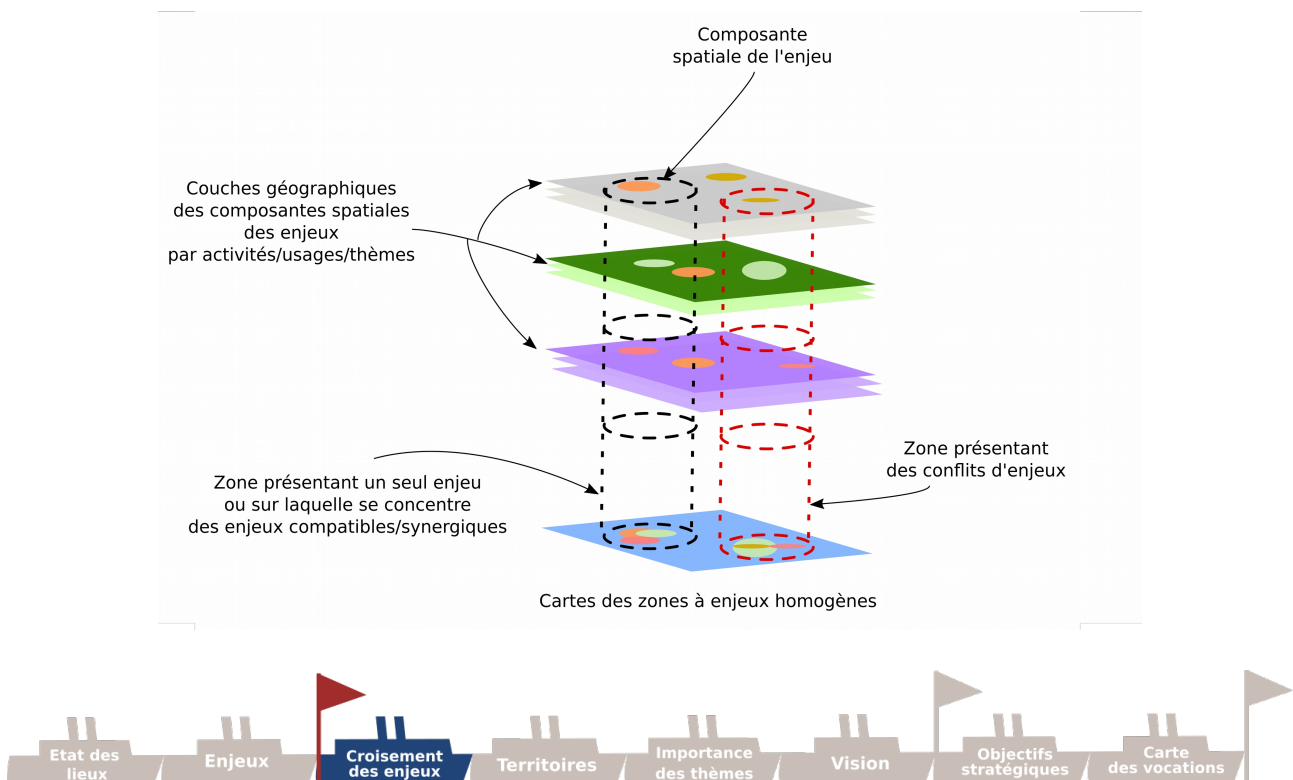 Composante
spatiale de l'enjeu
Couches géographiques
des composantes spatiales
des enjeux
par activités/usages/thèmes
Zone présentant
des conflits d'enjeux
Zone présentant un seul enjeu
ou sur laquelle se concentre
des enjeux compatibles/synergiques
Cartes des zones à enjeux homogènes
Etat des
lieux
Enjeux
Croisement
des enjeux
Territoires
Importance
des thèmes
Vision
Objectifs
stratégiques
Carte
des vocations